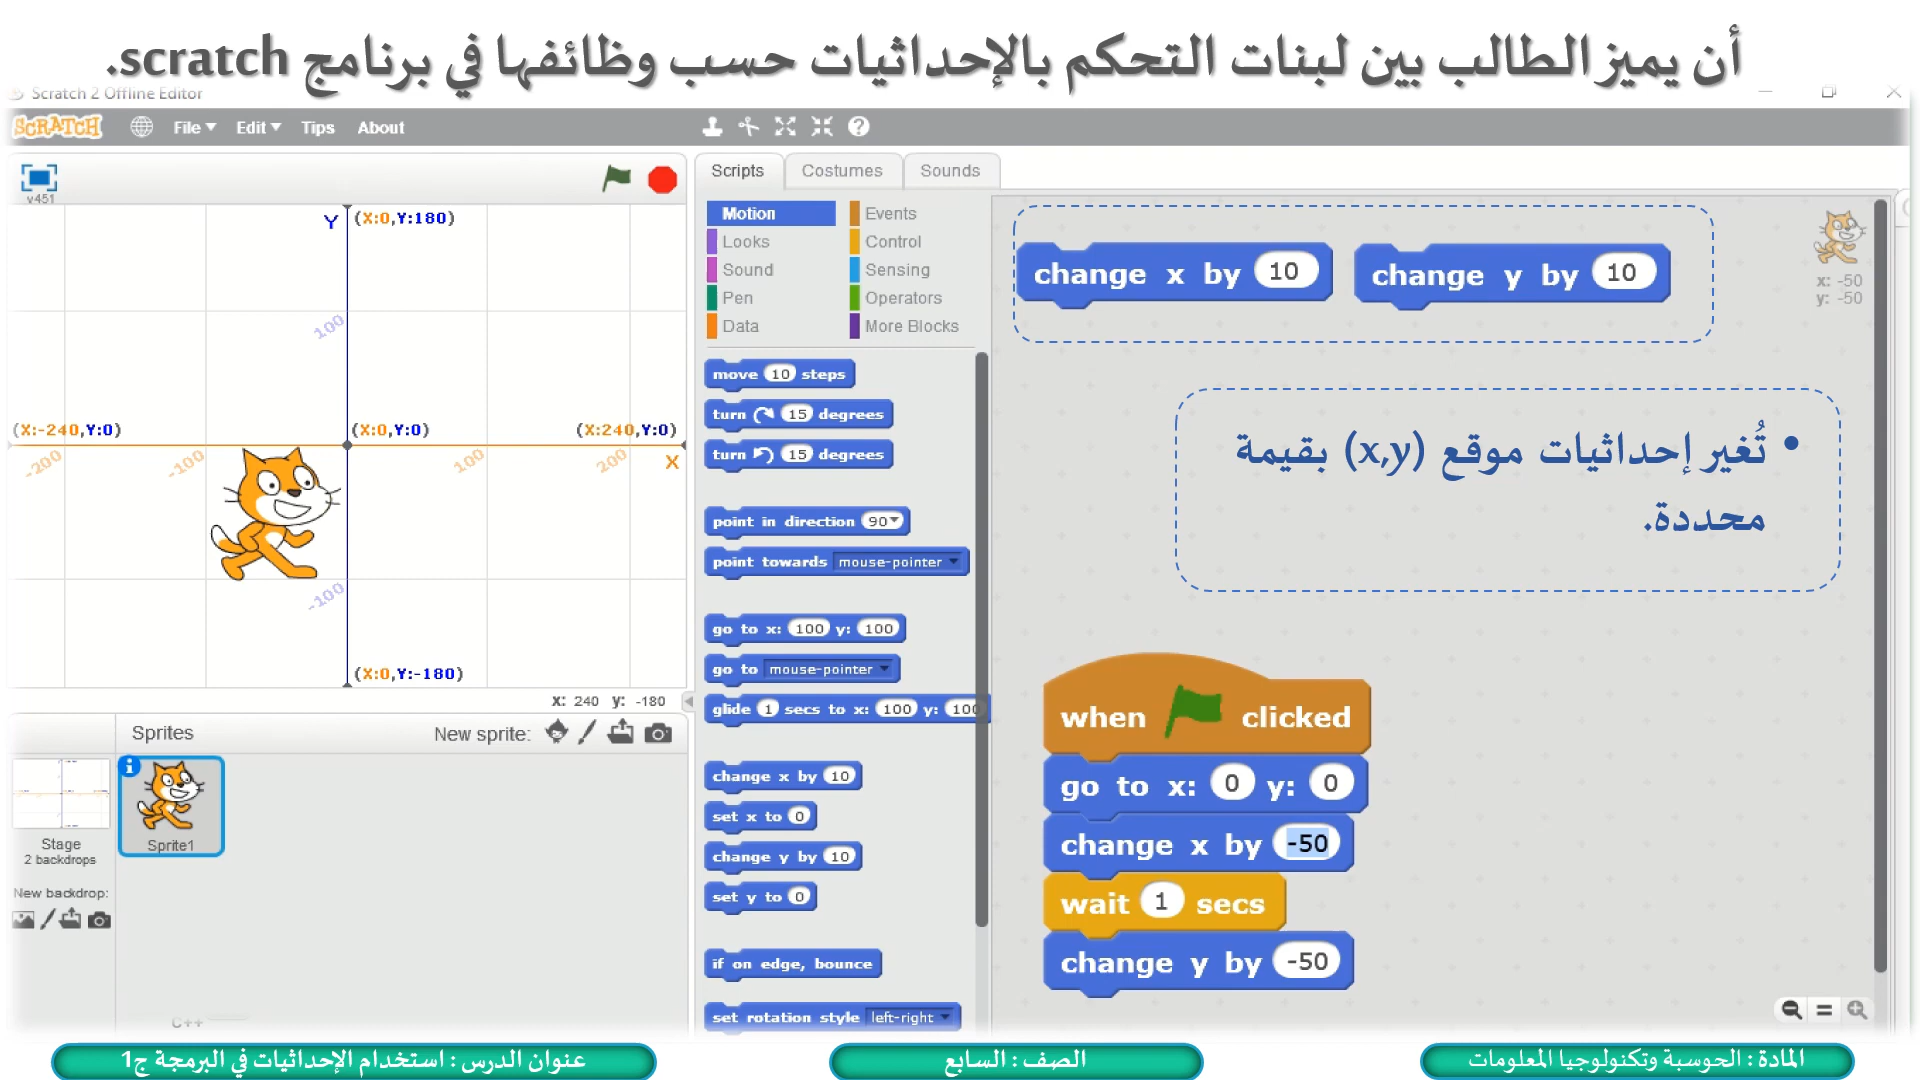 أن يميز الطالب بين لبنات التحكم بالإحداثيات حسب وظائفها في برنامج scratch.
Scratch 2 Offline Editor
SCRATCH
File
Edit
Tips
About
v451
Y
(X:0,Y:180)
100
(X:-240,Y:0)
(X:0,Y:0)
(X:240,Y:0)
-200
-100
100
200
X
-100
(X:0,Y:-180)
x: 240 y: -180
Sprites
New sprite:
Sprite1
Stage
2 backdrops
New backdrop:
C++
Scripts
Costumes
Sounds
Motion
Events
Looks
Control
Sound
Sensing
Pen
Operators
Data
More Blocks
move 10 steps
turn 15 degrees
turn 15 degrees
point in direction 90
point towards mouse-pointer
go to x: 100 y: 100
go to mouse-pointer
glide 1 secs to x: 100 y: 100
change x by 10
set x to 0
change y by 10
set y to 0
if on edge, bounce
set rotation style left-right
change x by 10
change y by 10
x: -50
y: -50
• تُغير إحداثيات موقع (x,y) بقيمة
محددة.
when clicked
go to x: 0 y: 0
change x by -50
wait 1 secs
change y by -50
المادة : الحوسبة وتكنولوجيا المعلومات
الصف : السابع
عنوان الدرس : استخدام الإحداثيات في البرمجة ج1